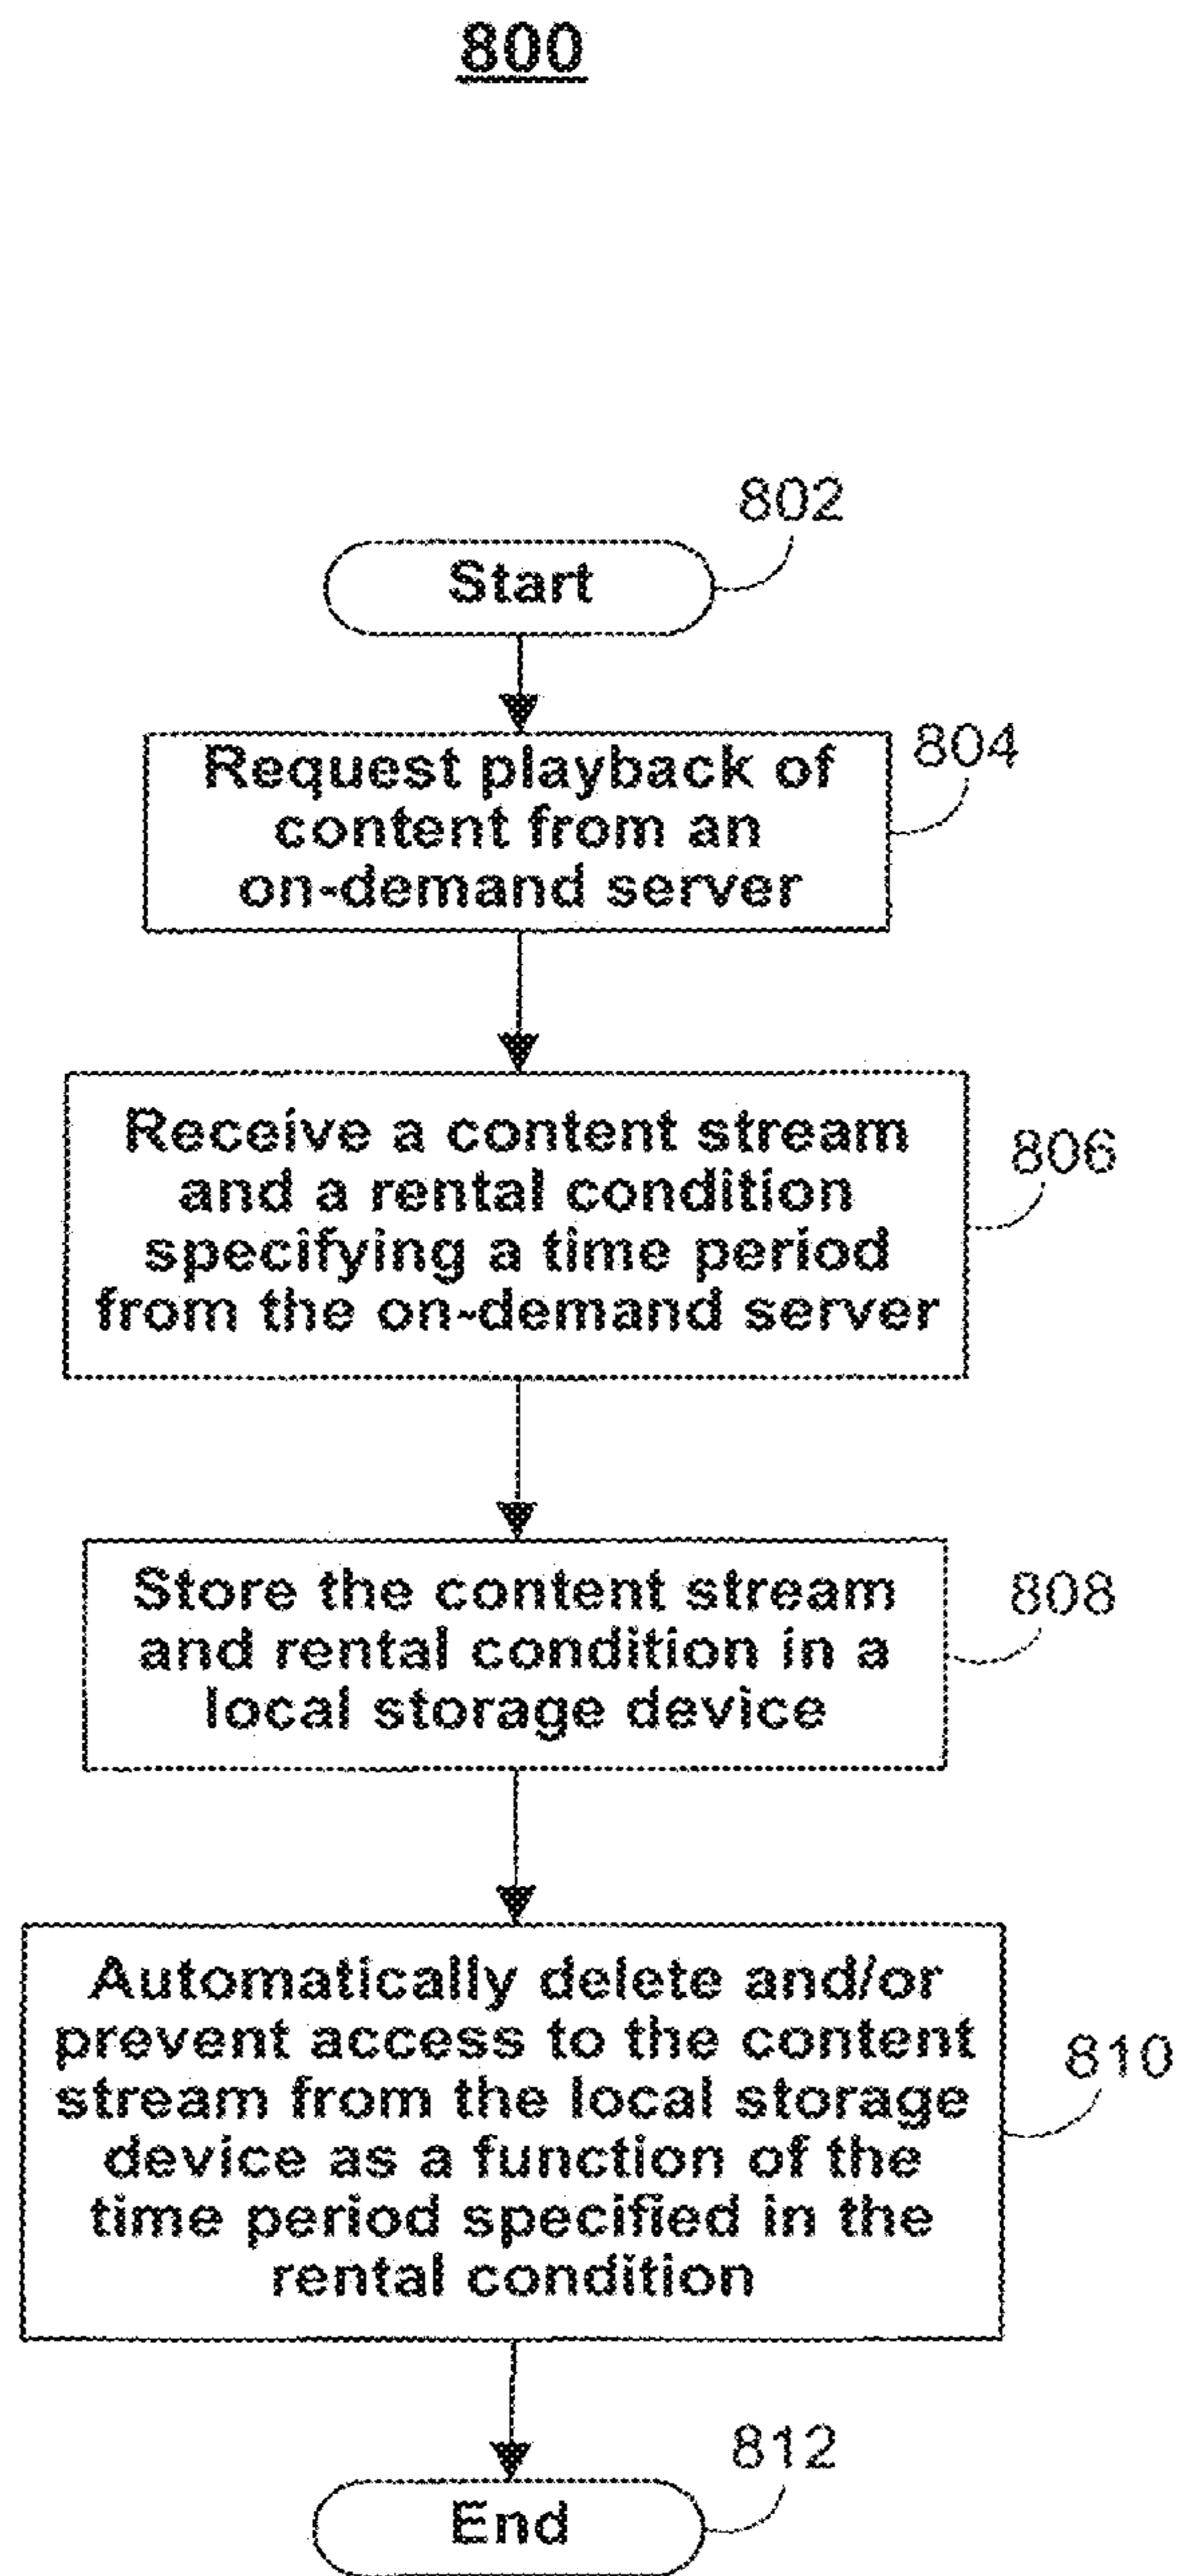 800
802
Start
804
Request playback of
content from an
on-demand server
806
Receive a content stream
and a rental condition
specifying a time period
from the on-demand server
808
Store the content stream
and rental condition in a
local storage device
810
Automatically delete and/or
prevent access to the content
stream from the local storage
device as a function of the
time period specified in the
rental condition
812
End